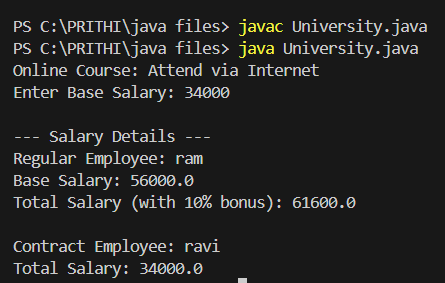 PS C:\PRITHI\java files> javac University.java
PS C:\PRITHI\java files> java University.java
Online Course: Attend via Internet
Enter Base Salary: 34000
--- Salary Details ---
Regular Employee: ram
Base Salary: 56000.0
Total Salary (with 10% bonus): 61600.0
Contract Employee: ravi
Total Salary: 34000.0